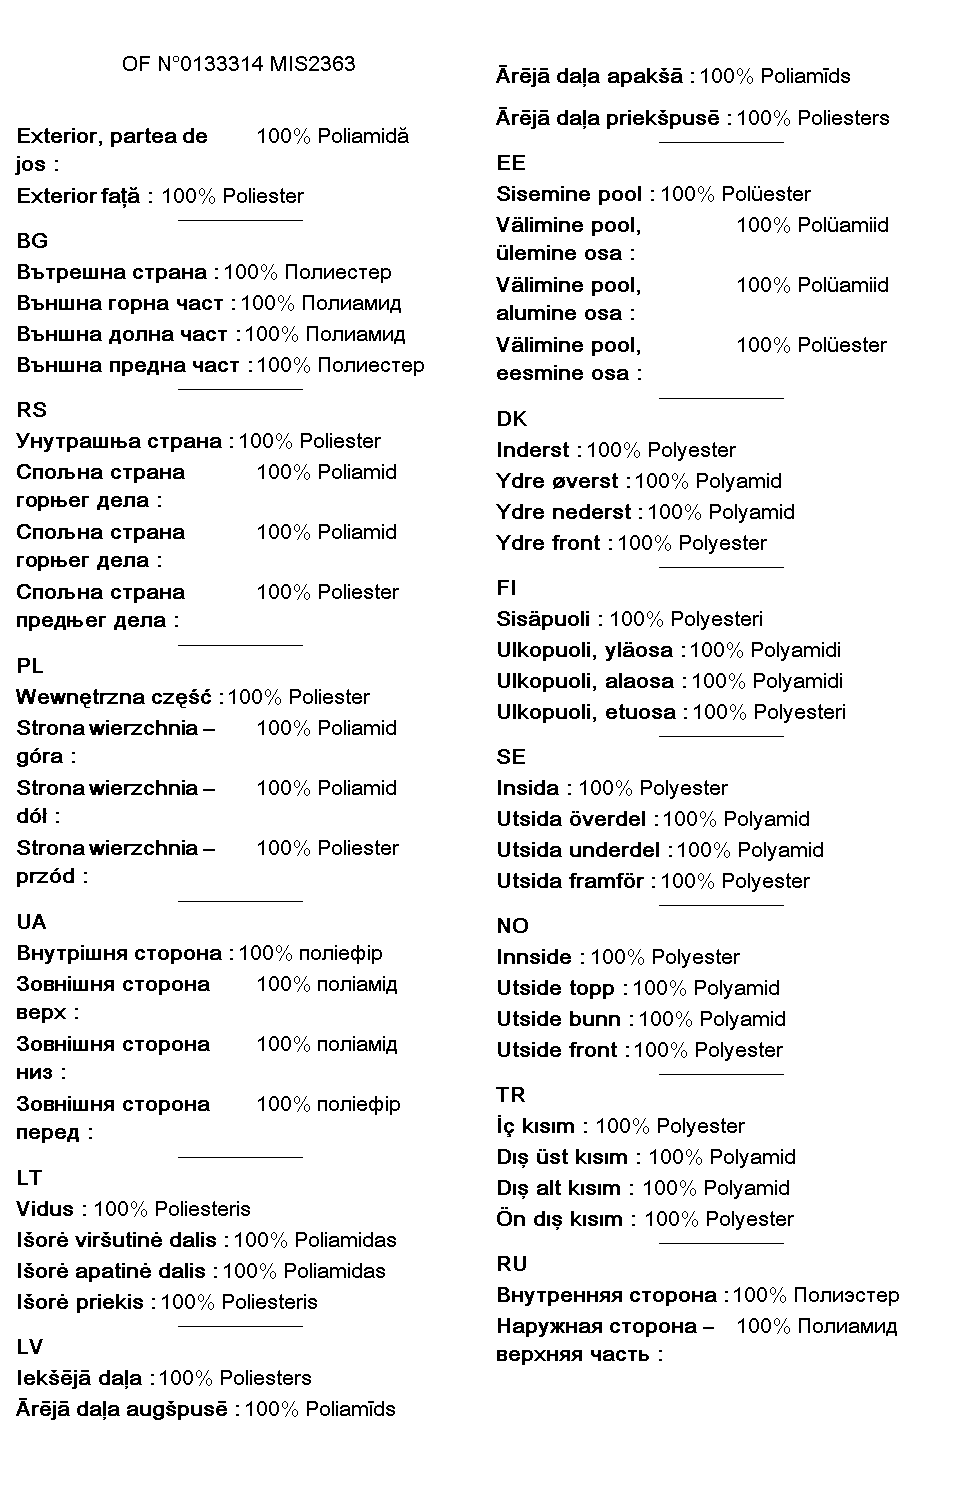 OF N°0133314 MIS2363
Exterior, partea de 100% Poliamidă
jos :
Exterior față : 100% Poliester
BG
Вътрешна страна : 100% Полиестер
Външна горна част : 100% Полиамид
Външна долна част : 100% Полиамид
Външна предна част : 100% Полиестер
RS
Унутрашња страна : 100% Poliester
Спољна страна 100% Poliamid
горњег дела :
Спољна страна 100% Poliamid
горњег дела :
Спољна страна 100% Poliester
предњег дела :
PL
Wewnętrzna część : 100% Poliester
Strona wierzchnia – 100% Poliamid
góra :
Strona wierzchnia – 100% Poliamid
dół :
Strona wierzchnia – 100% Poliester
przód :
UA
Внутрішня сторона : 100% поліефір
Зовнішня сторона 100% поліамід
верх :
Зовнішня сторона 100% поліамід
низ :
Зовнішня сторона 100% поліефір
перед :
LT
Vidus : 100% Poliesteris
Išorė viršutinė dalis : 100% Poliamidas
Išorė apatinė dalis : 100% Poliamidas
Išorė priekis : 100% Poliesteris
LV
Iekšējā daļa : 100% Poliesters
Ārējā daļa augšpusē : 100% Poliamīds
Ārējā daļa apakšā : 100% Poliamīds
Ārējā daļa priekšpusē : 100% Poliesters
EE
Sisemine pool : 100% Polüester
Välimine pool, 100% Polüamiid
ülemine osa :
Välimine pool, 100% Polüamiid
alumine osa :
Välimine pool, 100% Polüester
eesmine osa :
DK
Inderst : 100% Polyester
Ydre øverst : 100% Polyamid
Ydre nederst : 100% Polyamid
Ydre front : 100% Polyester
FI
Sisäpuoli : 100% Polyesteri
Ulkopuoli, yläosa : 100% Polyamidi
Ulkopuoli, alaosa : 100% Polyamidi
Ulkopuoli, etuosa : 100% Polyesteri
SE
Insida : 100% Polyester
Utsida överdel : 100% Polyamid
Utsida underdel : 100% Polyamid
Utsida framför : 100% Polyester
NO
Innside : 100% Polyester
Utside topp : 100% Polyamid
Utside bunn : 100% Polyamid
Utside front : 100% Polyester
TR
İç kısım : 100% Polyester
Dış üst kısım : 100% Polyamid
Dış alt kısım : 100% Polyamid
Ön dış kısım : 100% Polyester
RU
Внутренняя сторона : 100% Полиэстер
Наружная сторона – 100% Полиамид
верхняя часть :